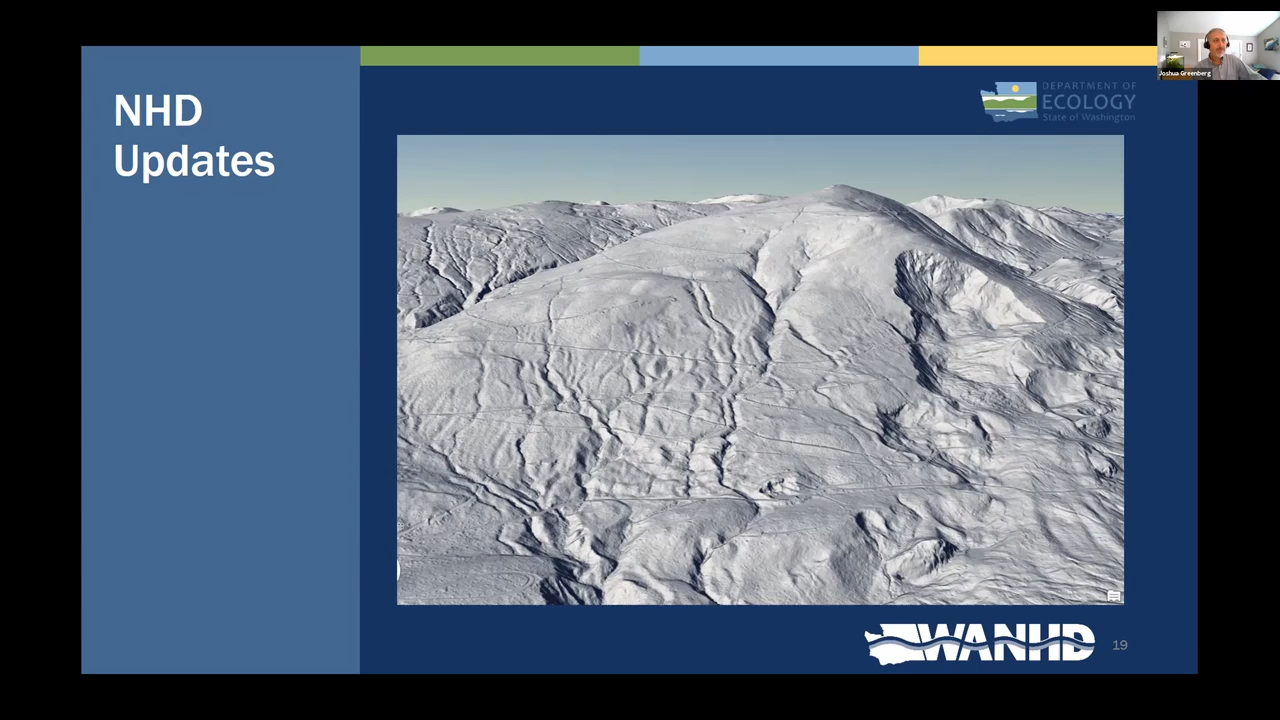 NHD
Updates
DEPARTMENT OF
ECOLOGY
State of Washington
Joshua Greenberg
WANHD
19